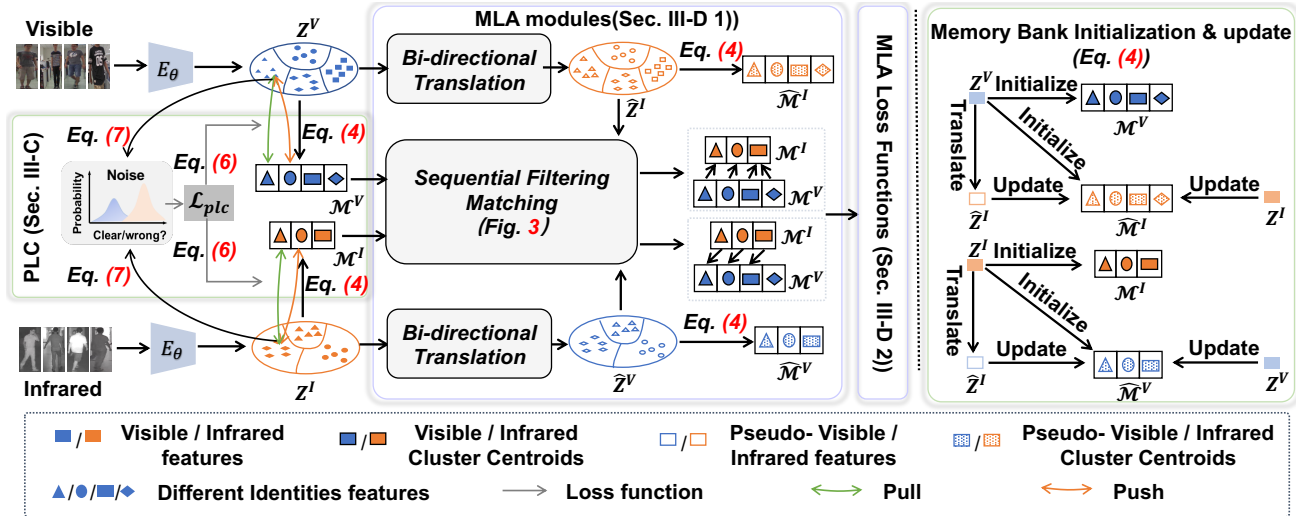 Visible
E_θ
Z^V
MLA modules(Sec. III-D 1))
Bi-directional
Translation
Eq. (4)
Ẑ^I
M̂^I
PLC (Sec. III-C)
Eq. (7)
Noise
Probability
Clear/wrong?
Eq. (6)
L_plc
Eq. (6)
Eq. (7)
Eq. (4)
M^V
M^I
Eq. (4)
Sequential Filtering
Matching
(Fig. 3)
M^I
M^V
M^I
M^V
Infrared
E_θ
Z^I
Bi-directional
Translation
Ẑ^V
Eq. (4)
M̂^V
MLA Loss Functions (Sec. III-D 2))
Memory Bank Initialization & update
(Eq. (4))
Z^V
Initialize
M^V
Translate
Initialize
Update
Update
Ẑ^I
M̂^I
Z^I
Z^I
Initialize
M^I
Translate
Initialize
Update
Update
Ẑ^I
M̂^V
Z^V
/ Visible / Infrared
features
/ Visible / Infrared
Cluster Centroids
/ Pseudo- Visible /
Infrared features
/ Pseudo- Visible / Infrared
Cluster Centroids
/ / / Different Identities features
Loss function
Pull
Push